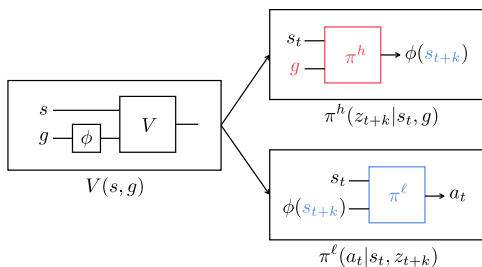 s
g
ϕ
V
V(s, g)
s_t
g
π^h
ϕ(s_{t+k})
π^h(z_{t+k}|s_t, g)
s_t
ϕ(s_{t+k})
π^ℓ
a_t
π^ℓ(a_t|s_t, z_{t+k})